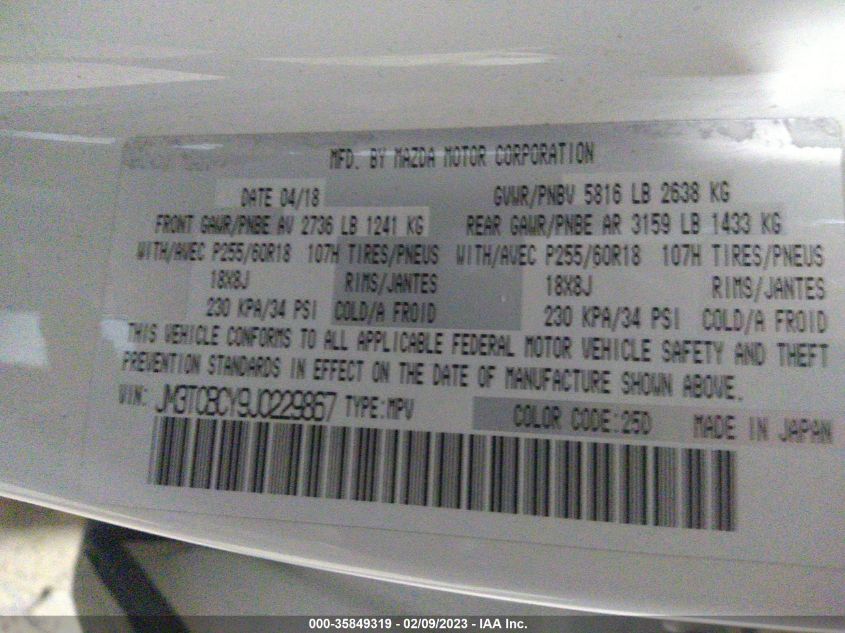 MFD. BY MAZDA MOTOR CORPORATION
DATE 04/18 GVWR/PNBV 5816 LB 2638 KG
FRONT GAWR/PNBE AV 2736 LB 1241 KG REAR GAWR/PNBE AR 3159 LB 1433 KG
WITH/AVEC P255/60R18 107H TIRES/PNEUS WITH/AVEC P255/60R18 107H TIRES/PNEUS
18X8J RIMS/JANTES 18X8J RIMS/JANTES
230 KPA/34 PSI COLD/A FROID 230 KPA/34 PSI COLD/A FROID
THIS VEHICLE CONFORMS TO ALL APPLICABLE FEDERAL MOTOR VEHICLE SAFETY AND THEFT
PREVENTION STANDARDS IN EFFECT ON THE DATE OF MANUFACTURE SHOWN ABOVE.
VIN: JM3TCBCY9J0229867 TYPE:MPV COLOR CODE:25D MADE IN JAPAN
000-35849319 - 02/09/2023 - IAA Inc.